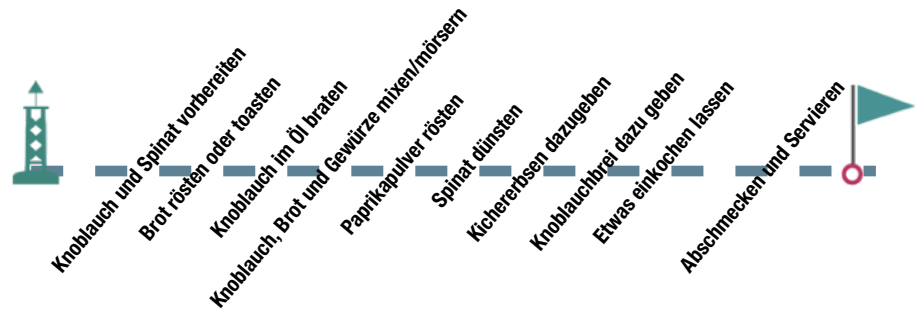 Knoblauch und Spinat vorbereiten
Brot rösten oder toasten
Knoblauch im Öl braten
Knoblauch, Brot und Gewürze mixen/mörsern
Paprikapulver rösten
Spinat dünsten
Kichererbsen dazugeben
Knoblauchbrei dazu geben
Etwas einkochen lassen
Abschmecken und Servieren